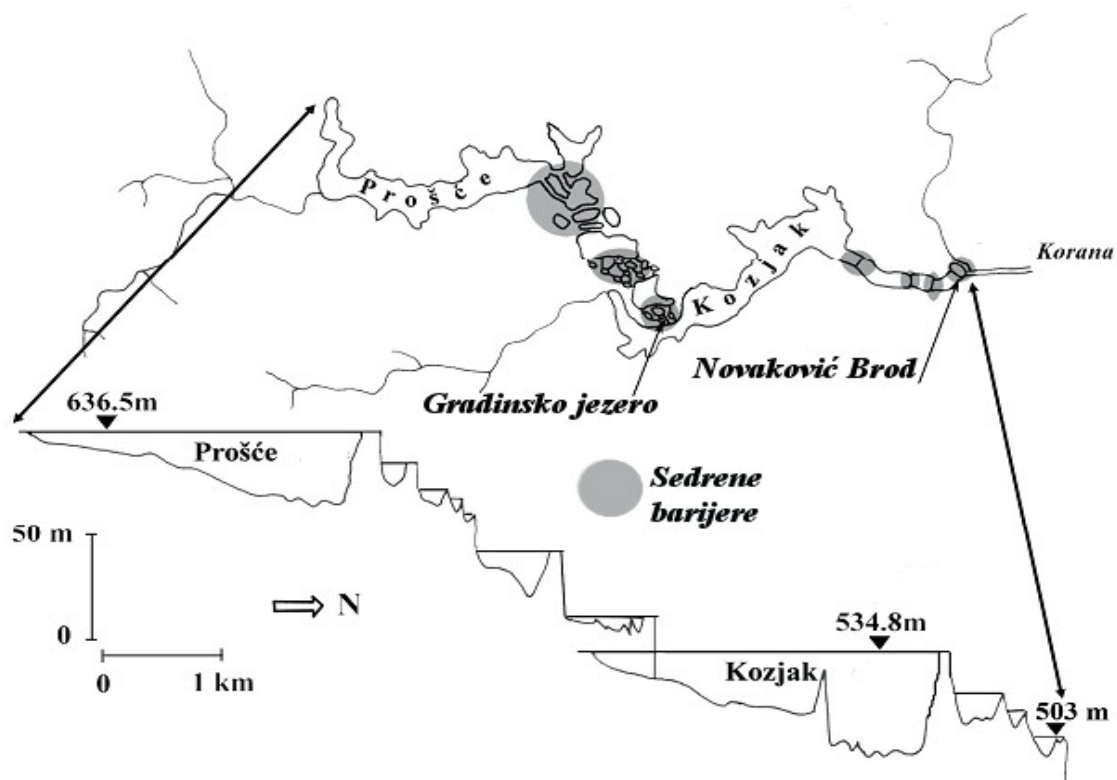 Prošće
Kozjak
Korana
Novaković Brod
Gradinsko jezero
636.5m
Prošće
Sedrene
barijere
50 m
N
0
534.8m
Kozjak
0 1 km
503 m